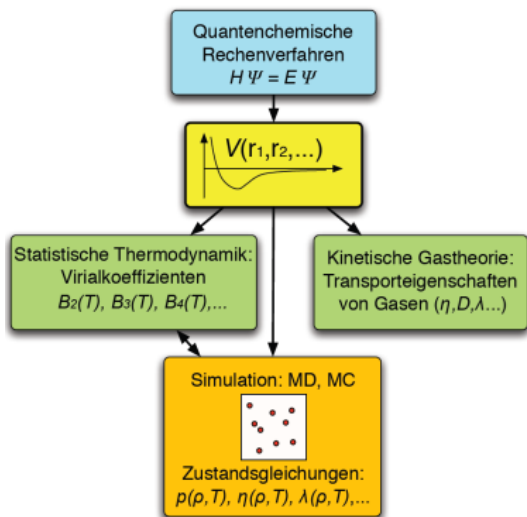 Quantenchemische
Rechenverfahren
H Ψ = E Ψ
V(r₁,r₂,...)
Statistische Thermodynamik:
Virialkoeffizienten
B₂(T), B₃(T), B₄(T),...
Kinetische Gastheorie:
Transporteigenschaften
von Gasen (η,D,λ...)
Simulation: MD, MC
Zustandsgleichungen:
p(ρ,T), η(ρ,T), λ(ρ,T),...